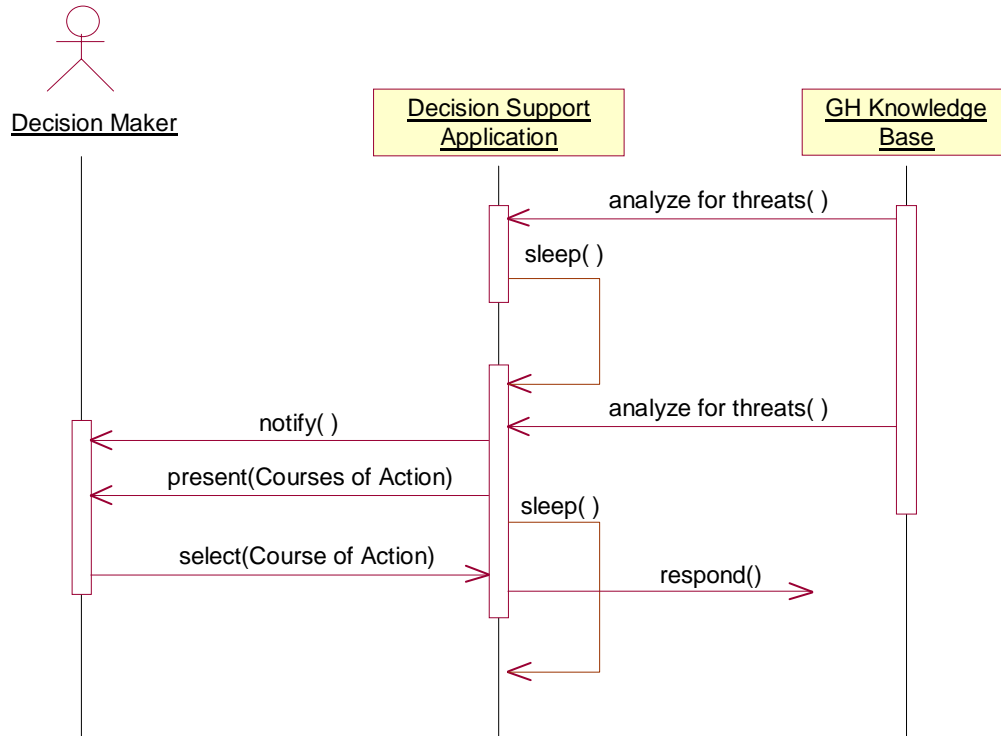 Decision Maker
Decision Support
Application
GH Knowledge
Base
analyze for threats( )
sleep( )
analyze for threats( )
notify( )
present(Courses of Action)
sleep( )
select(Course of Action)
respond()